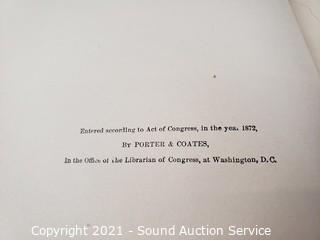 Entered according to Act of Congress, in the yea. 1872,
By PORTER & COATES,
In the Office of the Librarian of Congress, at Washington, D.C.
Copyright 2021 - Sound Auction Service